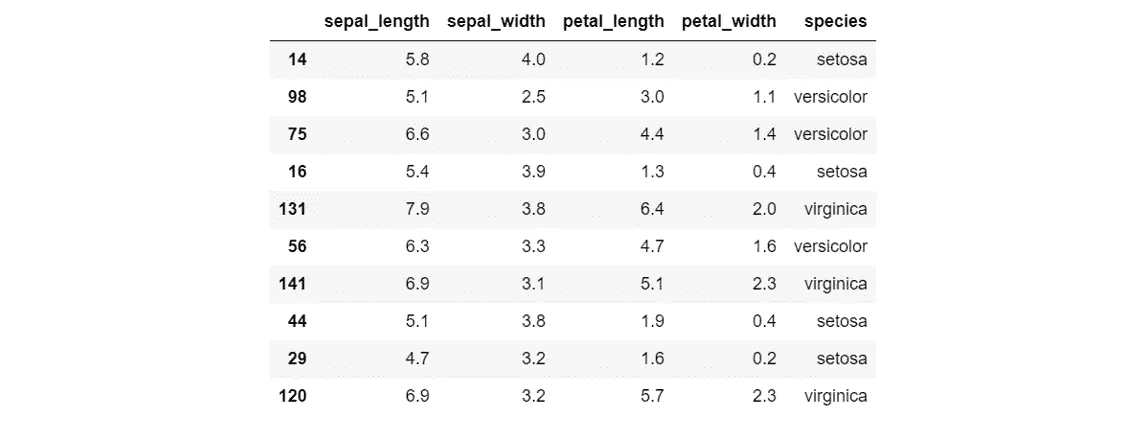 sepal_length sepal_width petal_length petal_width species
14 5.8 4.0 1.2 0.2 setosa
98 5.1 2.5 3.0 1.1 versicolor
75 6.6 3.0 4.4 1.4 versicolor
16 5.4 3.9 1.3 0.4 setosa
131 7.9 3.8 6.4 2.0 virginica
56 6.3 3.3 4.7 1.6 versicolor
141 6.9 3.1 5.1 2.3 virginica
44 5.1 3.8 1.9 0.4 setosa
29 4.7 3.2 1.6 0.2 setosa
120 6.9 3.2 5.7 2.3 virginica